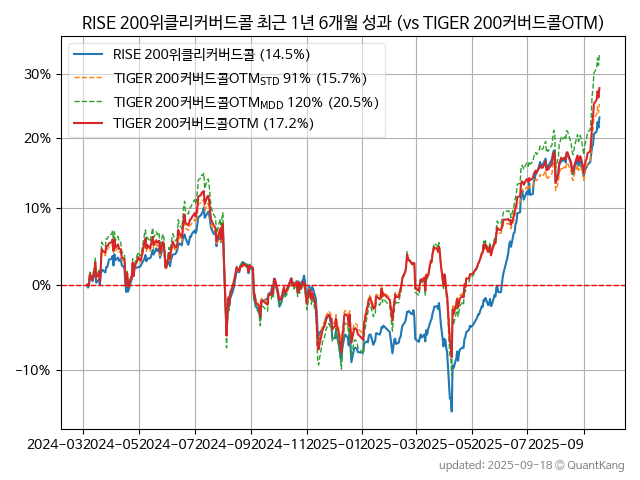 RISE 200위클리커버드콜 최근 1년 6개월 성과 (vs TIGER 200커버드콜OTM)
RISE 200위클리커버드콜 (14.5%)
TIGER 200커버드콜OTM_STD 91% (15.7%)
TIGER 200커버드콜OTM_MDD 120% (20.5%)
TIGER 200커버드콜OTM (17.2%)
30%
20%
10%
0%
−10%
2024-03 2024-05 2024-07 2024-09 2024-11 2025-01 2025-03 2025-05 2025-07 2025-09
updated: 2025-09-18 © QuantKang